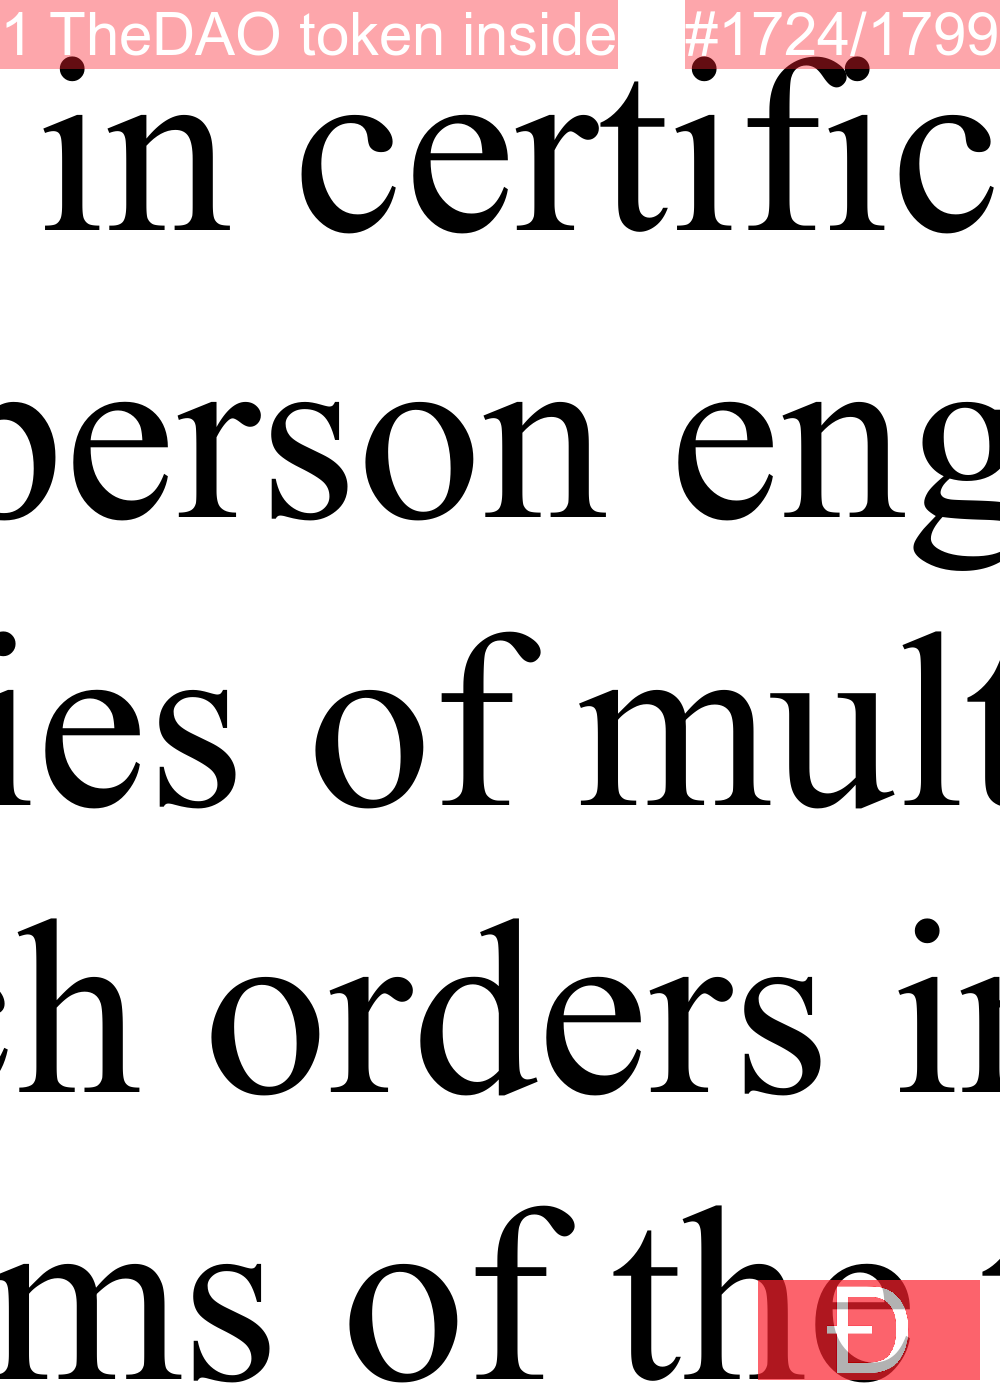 1 TheDAO token inside #1724/1799
in certific
person eng
ies of mult
ch orders in
ms of the t